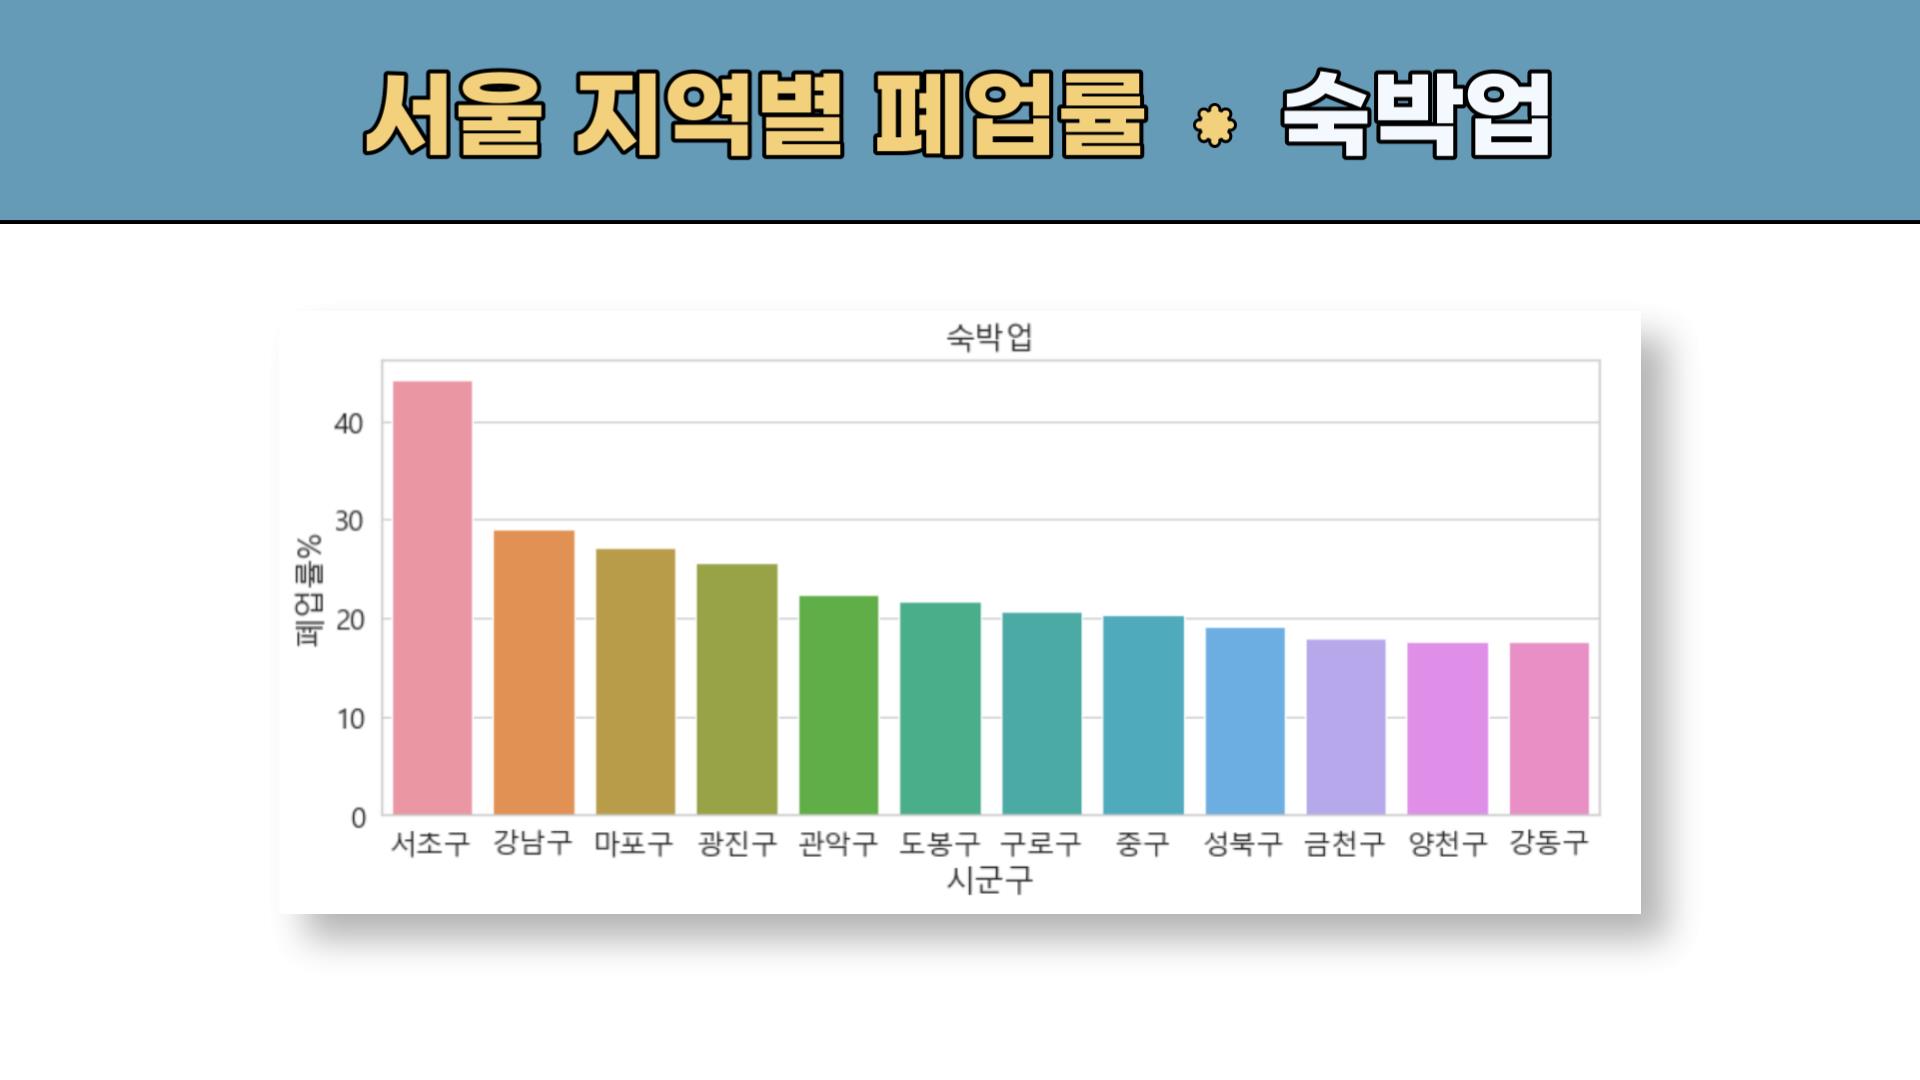 서울 지역별 폐업률 * 숙박업
숙박업
폐업률%
40
30
20
10
0
서초구 강남구 마포구 광진구 관악구 도봉구 구로구 중구 성북구 금천구 양천구 강동구
시군구